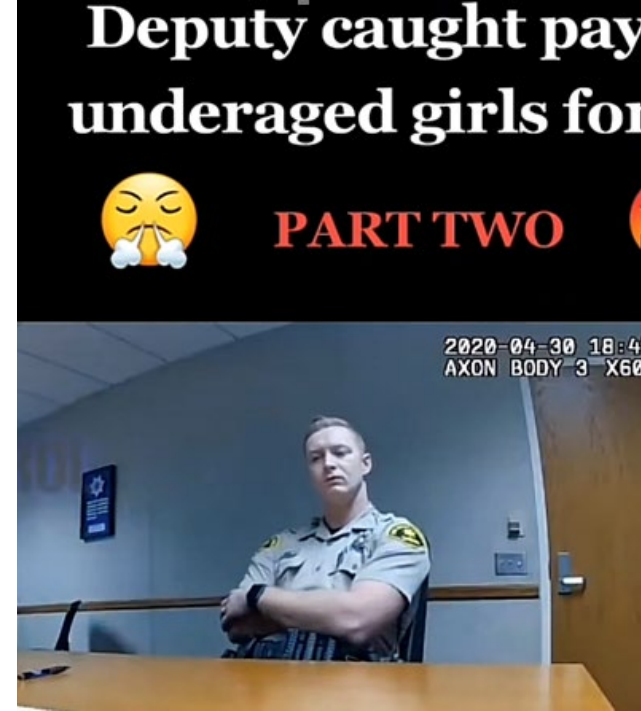 Deputy caught pay
underaged girls for
PART TWO
2020-04-30 18:4
AXON BODY 3 X60